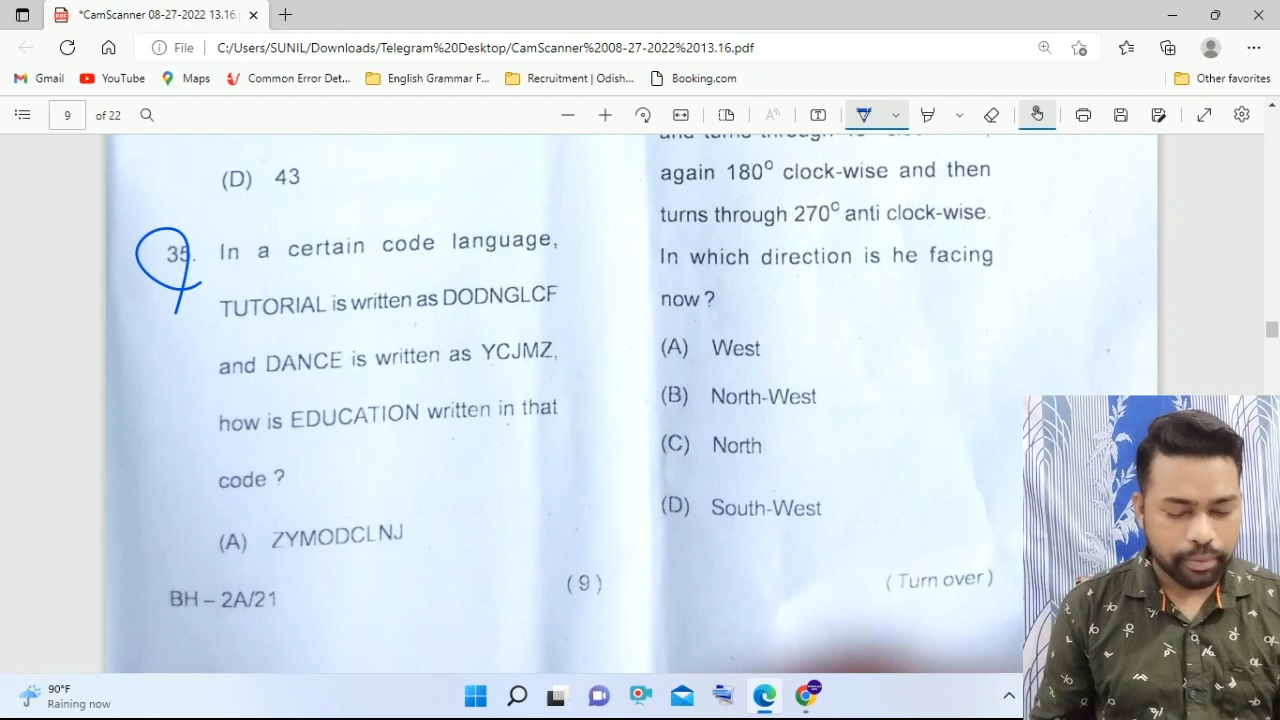 *CamScanner 08-27-2022 13.16.
File
C:/Users/SUNIL/Downloads/Telegram%20Desktop/CamScanner%2008-27-2022%2013.16.pdf
Gmail
YouTube
Maps
Common Error Det...
English Grammar F...
Recruitment | Odish...
Booking.com
Other favorites
9 of 22
(D) 43
35. In a certain code language,
TUTORIAL is written as DODNGLCF
and DANCE is written as YCJMZ,
how is EDUCATION written in that
code ?
(A) ZYMODCLNJ
BH – 2A/21
(9)
and turns through
again 180° clock-wise and then
turns through 270° anti clock-wise.
In which direction is he facing
now ?
(A) West
(B) North-West
(C) North
(D) South-West
( Turn over )
90°F
Raining now